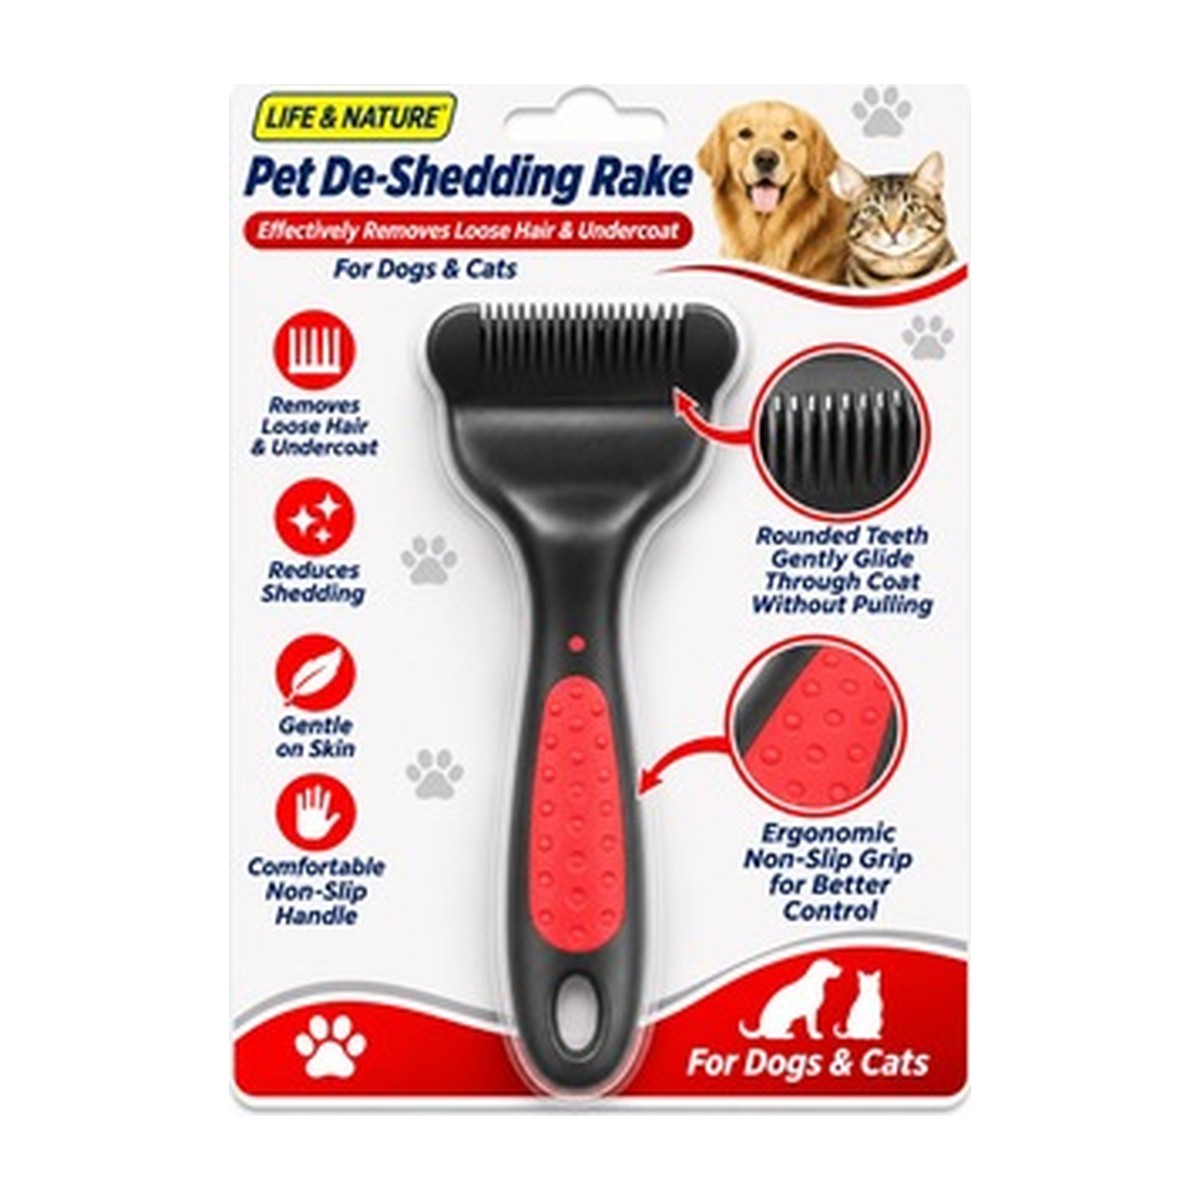 LIFE & NATURE
Pet De-Shedding Rake
Effectively Removes Loose Hair & Undercoat
For Dogs & Cats
Removes
Loose Hair
& Undercoat
Reduces
Shedding
Gentle
on Skin
Comfortable
Non-Slip
Handle
Rounded Teeth
Gently Glide
Through Coat
Without Pulling
Ergonomic
Non-Slip Grip
for Better
Control
For Dogs & Cats